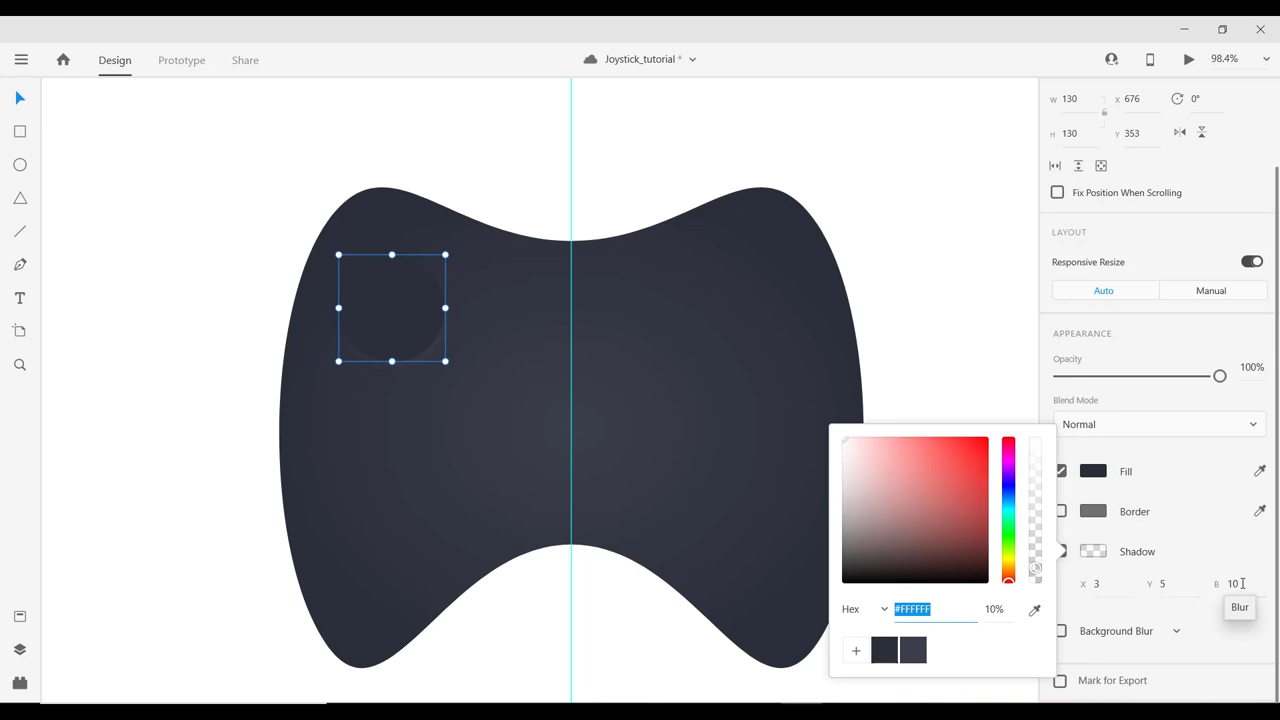 Design
Prototype
Share
Joystick_tutorial *
98.4%
W 130
X 676
0°
H 130
Y 353
Fix Position When Scrolling
LAYOUT
Responsive Resize
Auto
Manual
APPEARANCE
Opacity
100%
Blend Mode
Normal
Fill
Border
Shadow
X 3
Y 5
B 10
Blur
Hex
#FFFFFF
10%
Background Blur
+
Mark for Export
T